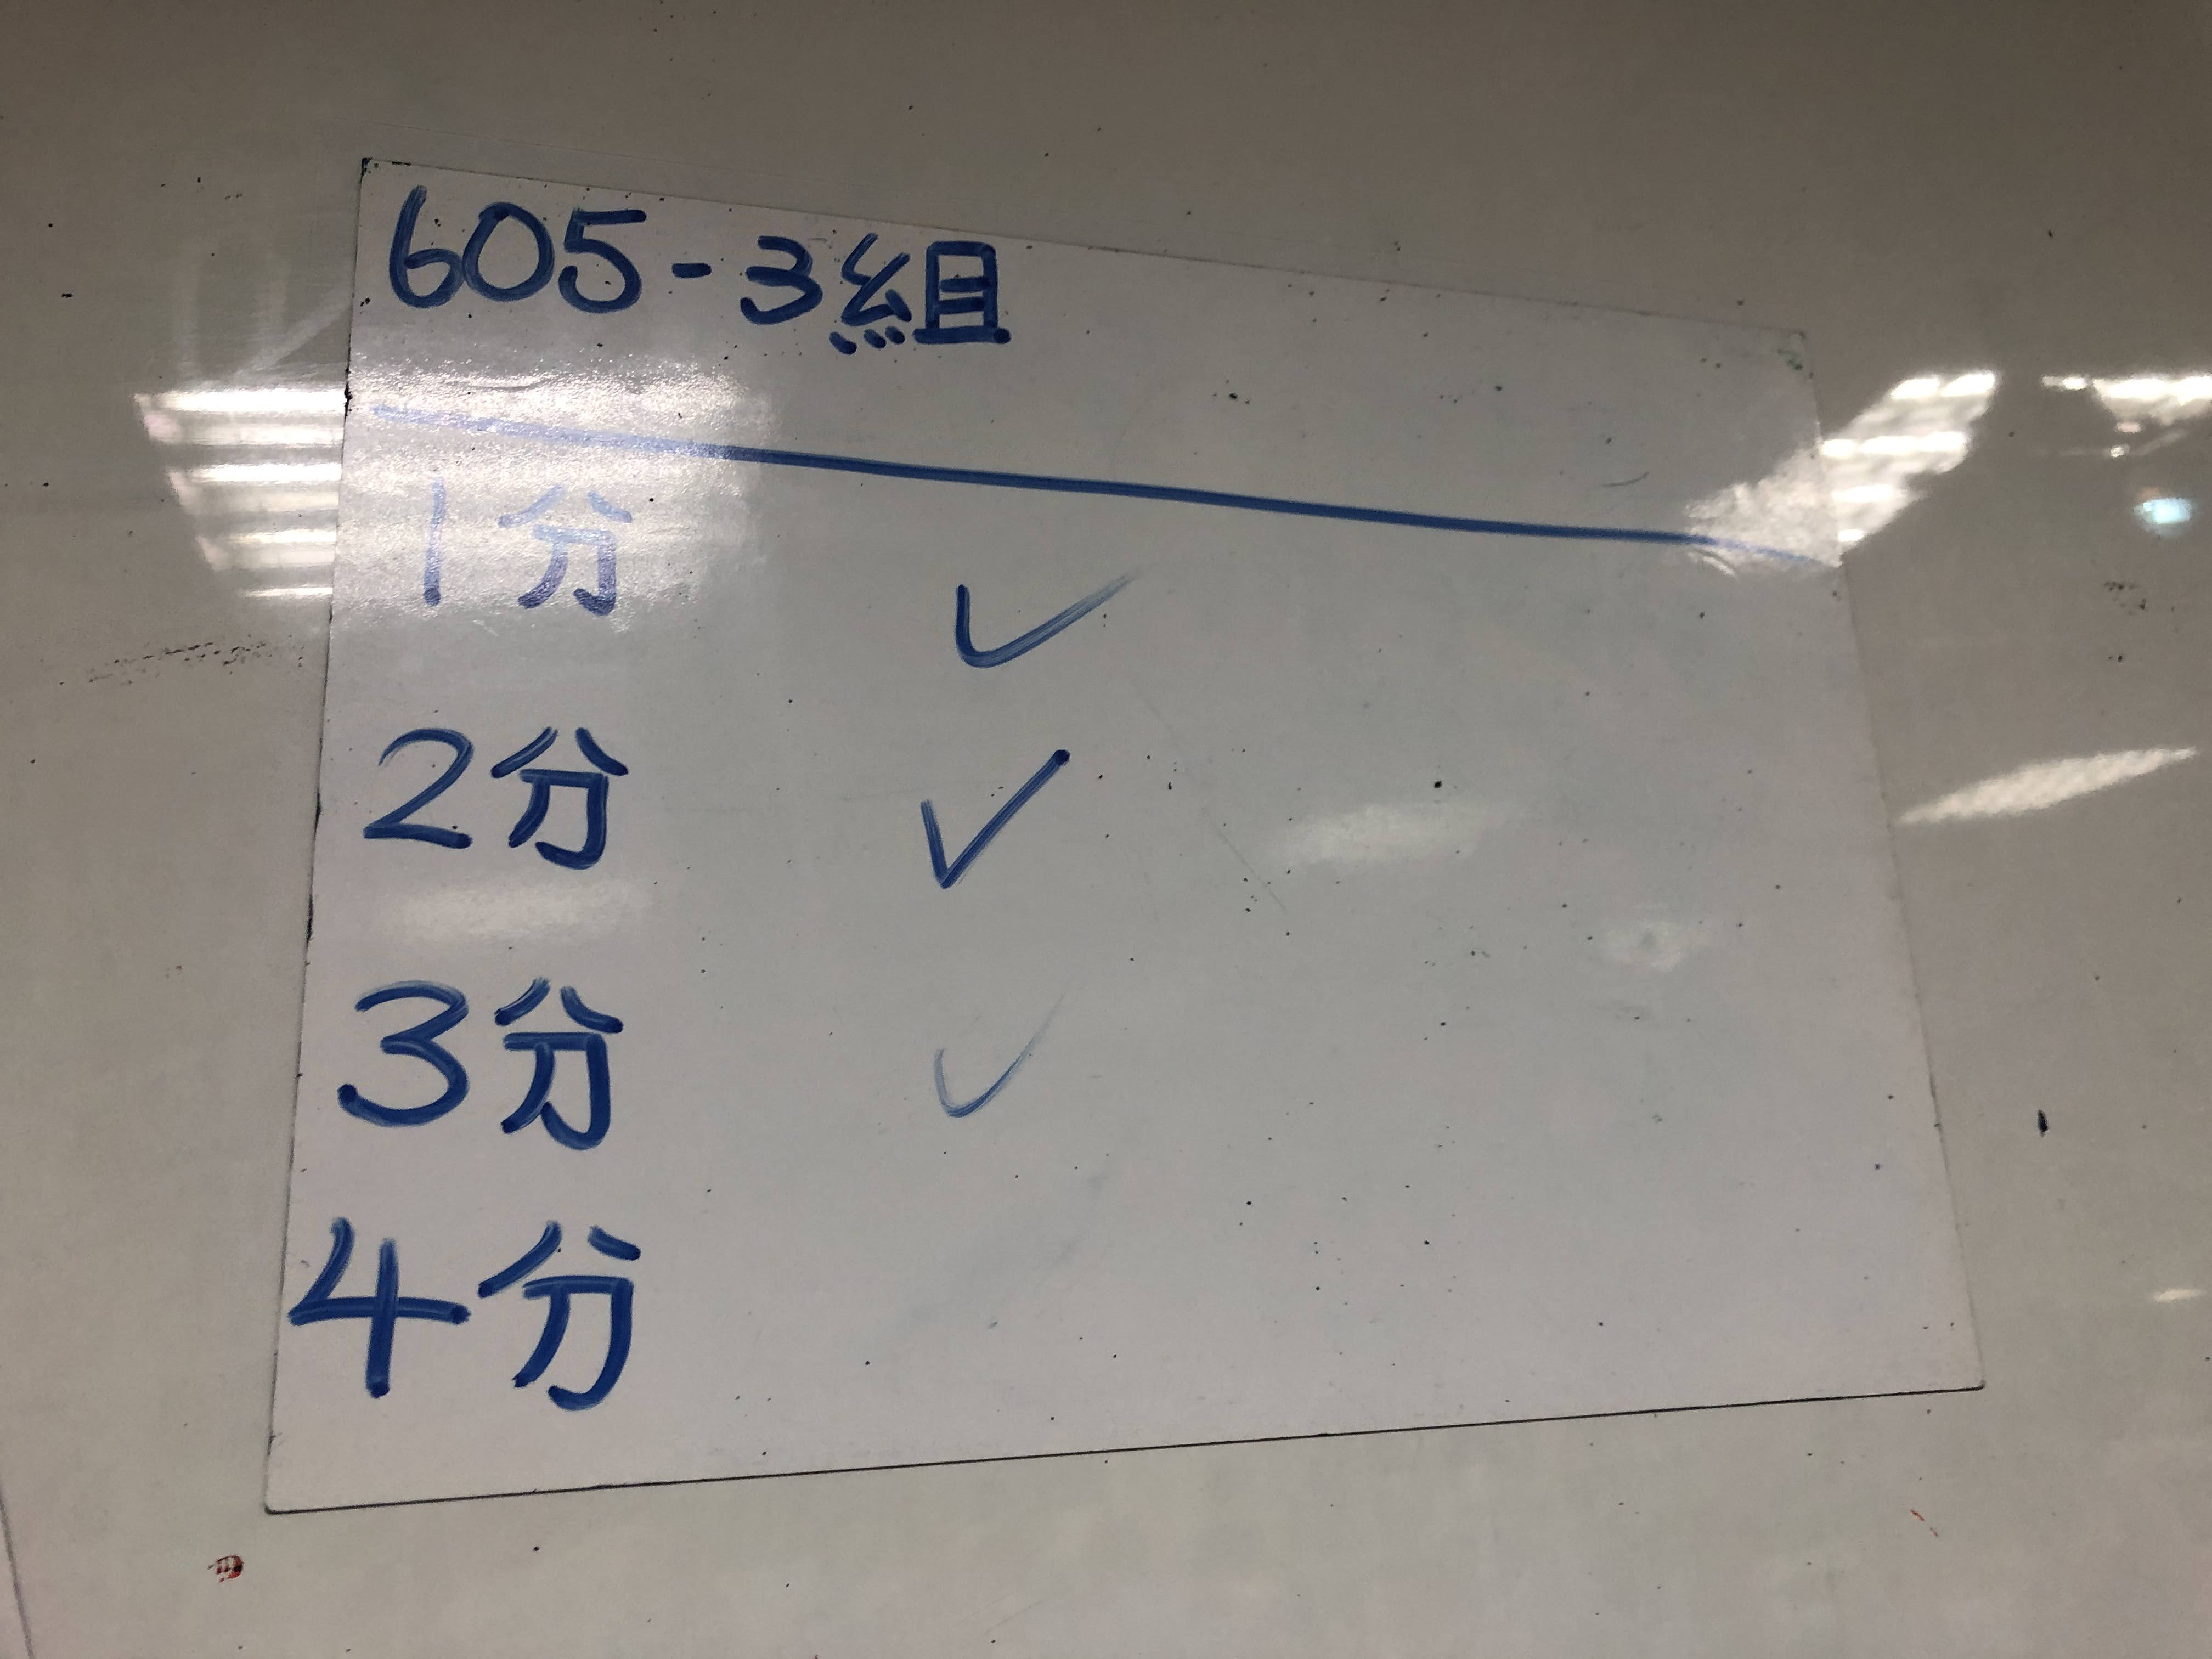 605-3組
1分 ✓
2分 ✓
3分 ✓
4分